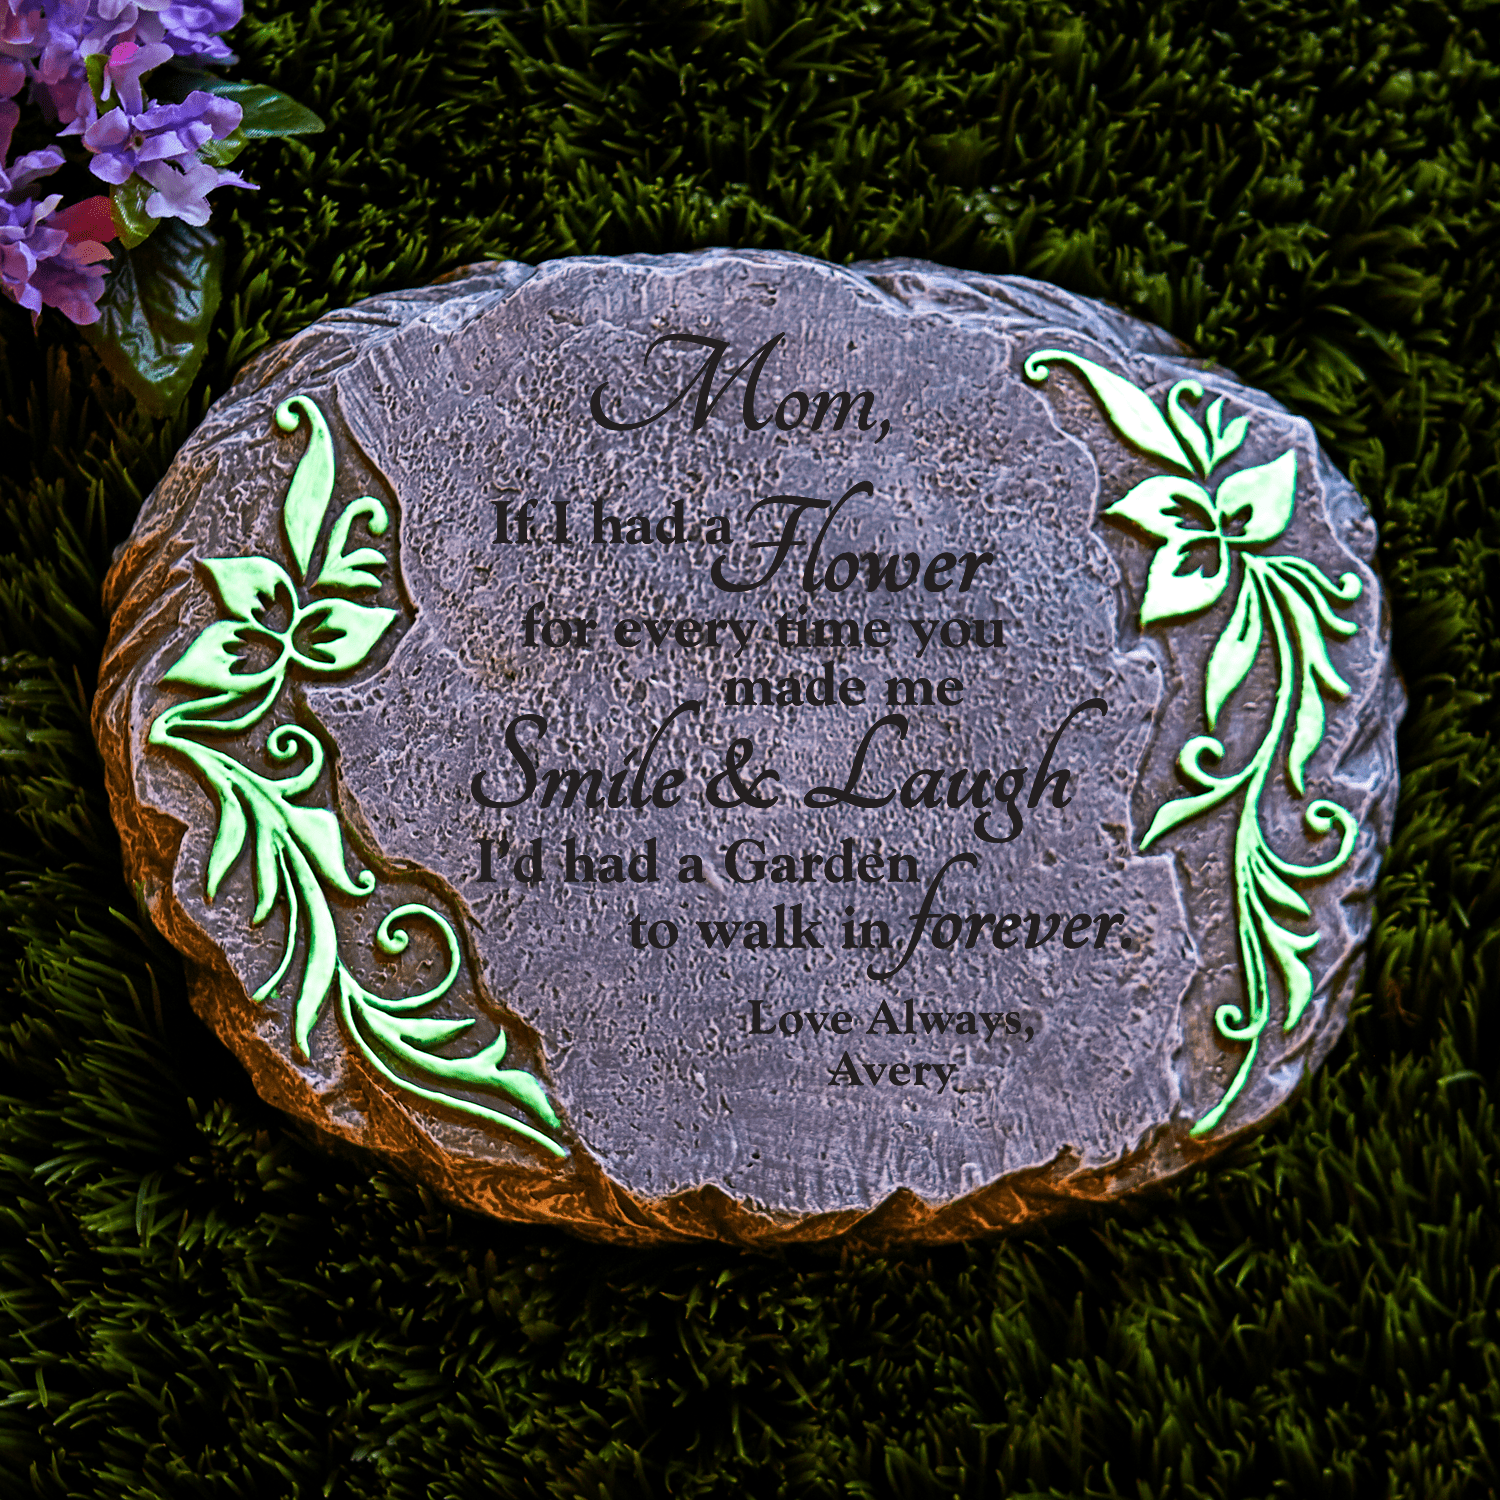 Mom,
If I had a Flower
for every time you
made me
Smile & Laugh
I'd had a Garden
to walk in forever.
Love Always,
Avery